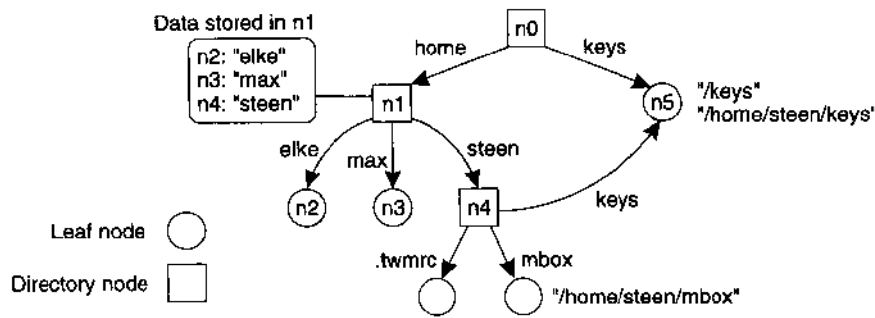 Data stored in n1
n0
n2: "elke"
n3: "max"
n4: "steen"
home
keys
n1
n5
"/keys"
"/home/steen/keys"
elke
max
steen
n2
n3
n4
keys
Leaf node
.twmrc
mbox
Directory node
"/home/steen/mbox"